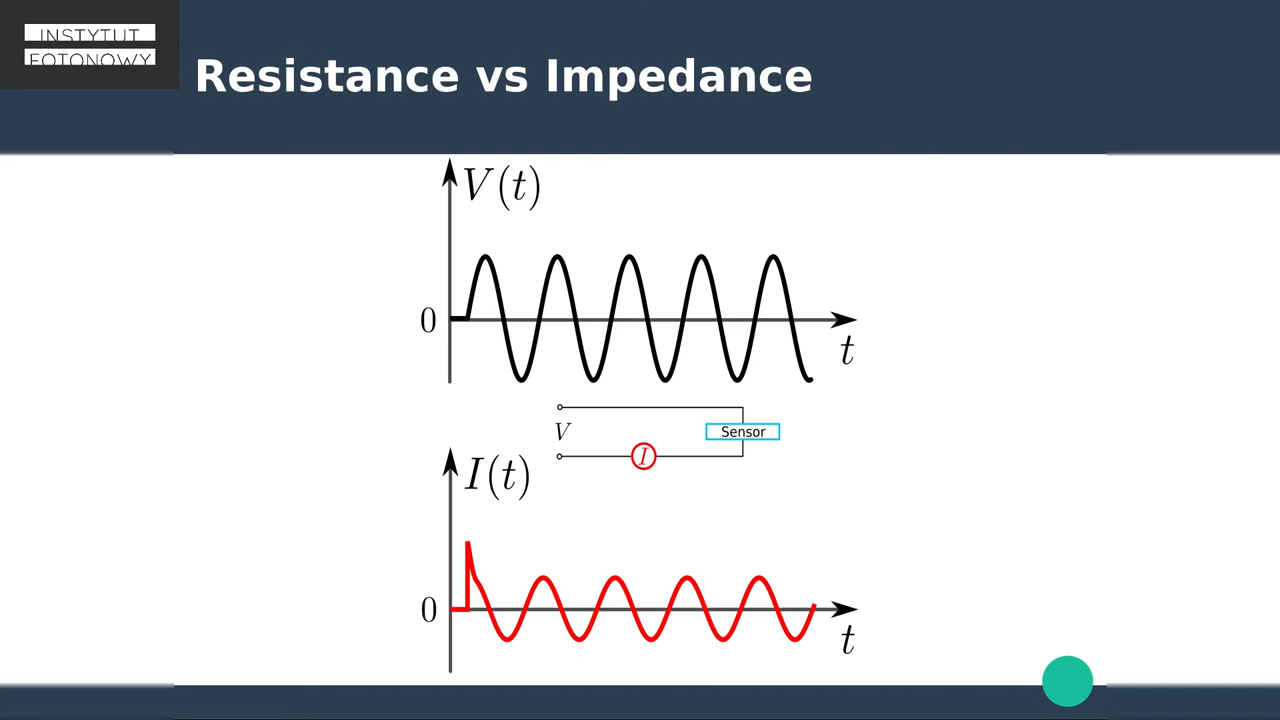 INSTYTUT
FOTONOWY
Resistance vs Impedance
V(t)
0
t
V
Sensor
I
I(t)
0
t